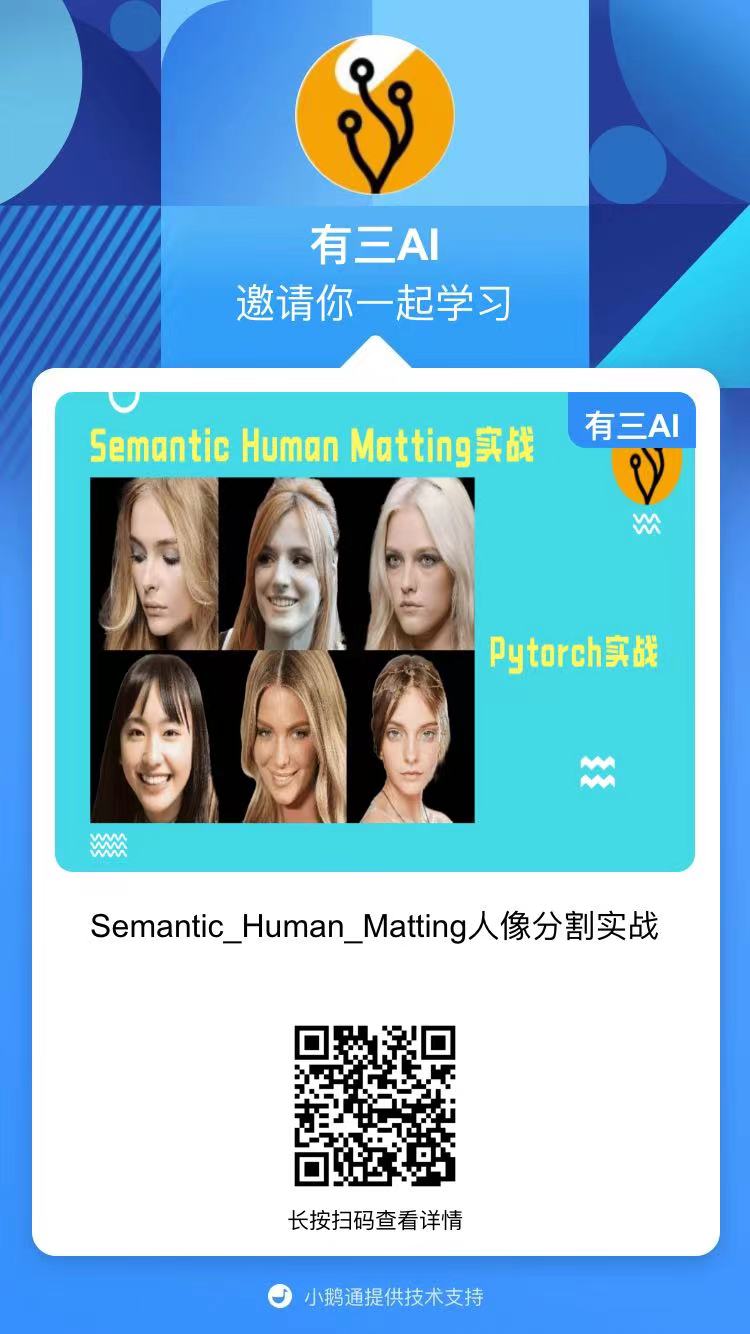 有三AI
邀请你一起学习
有三AI
Semantic Human Matting实战
Pytorch实战
Semantic_Human_Matting人像分割实战
长按扫码查看详情
小鹅通提供技术支持